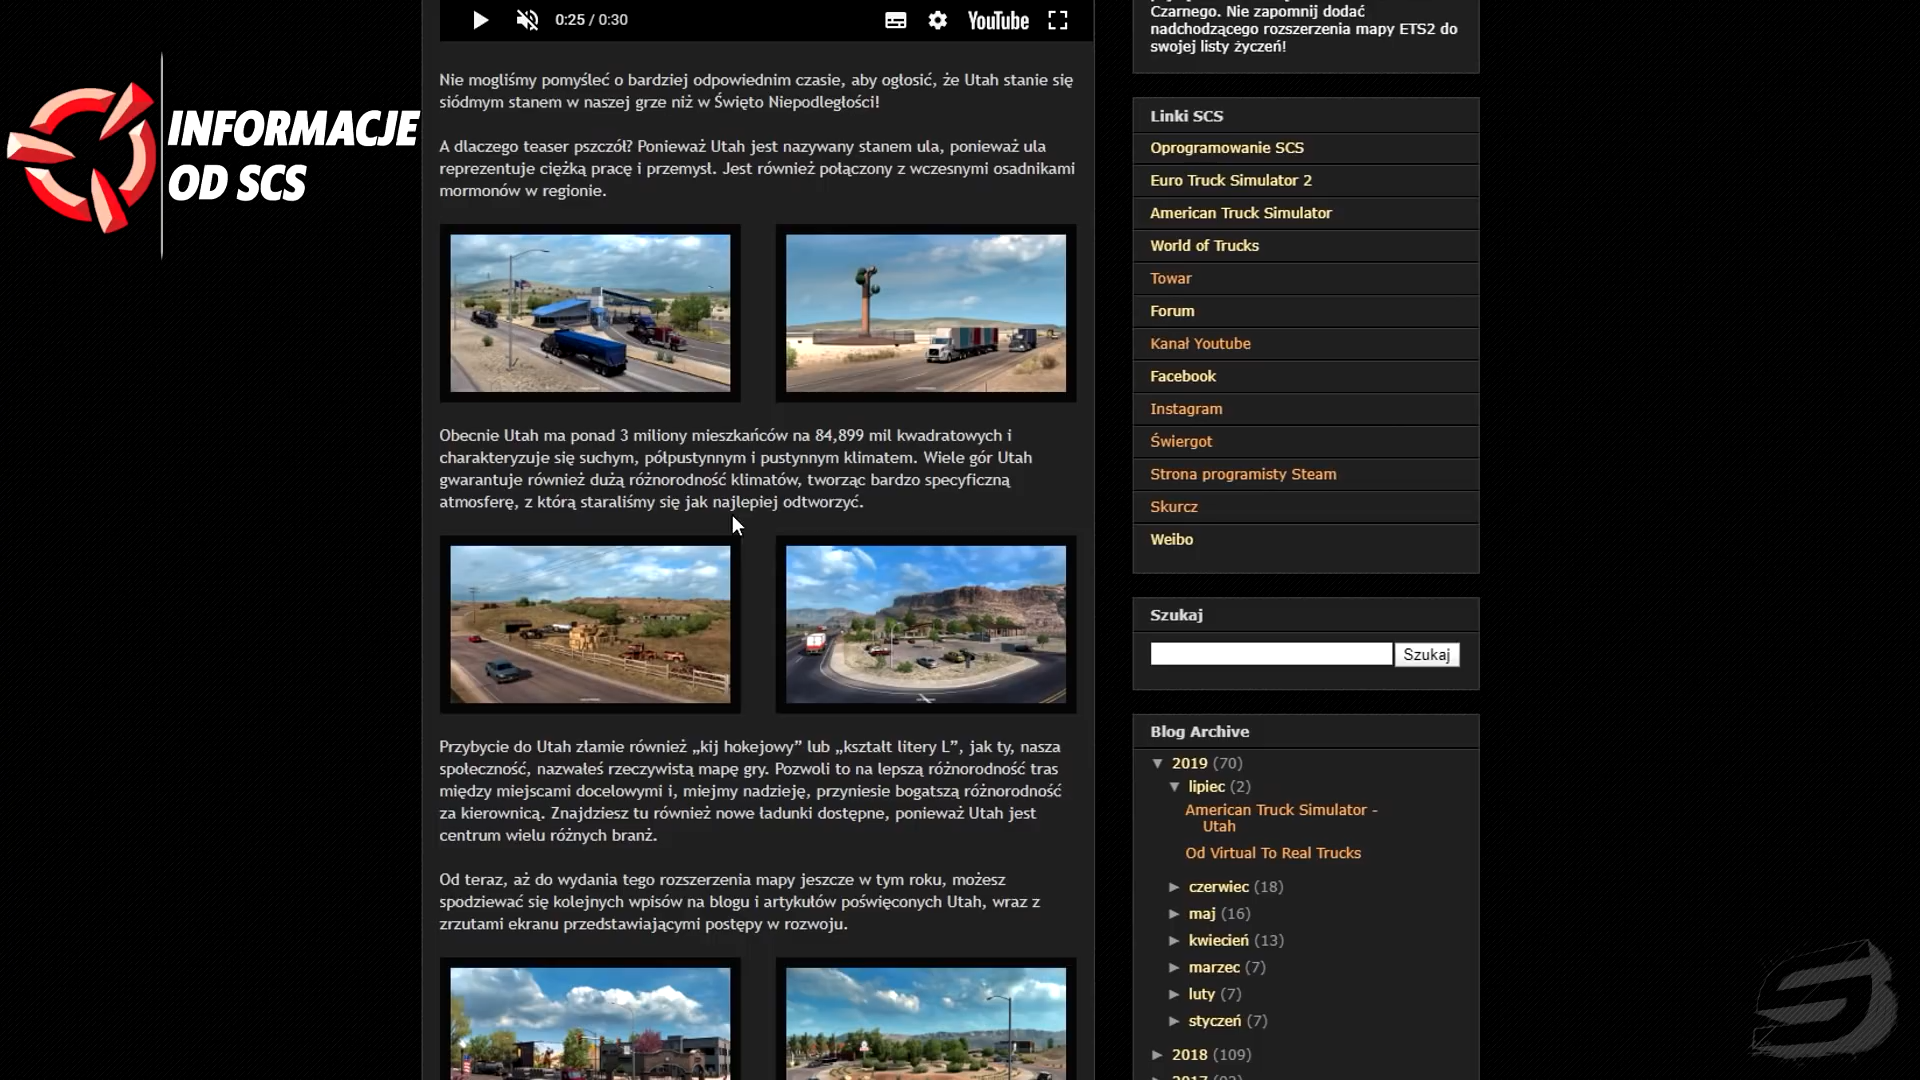 0:25 / 0:30
YouTube
INFORMACJE
OD SCS
Nie mogliśmy pomyśleć o bardziej odpowiednim czasie, aby ogłosić, że Utah stanie się
siódmym stanem w naszej grze niż w Święto Niepodległości!
A dlaczego teaser pszczół? Ponieważ Utah jest nazywany stanem ula, ponieważ ula
reprezentuje ciężką pracę i przemysł. Jest również połączony z wczesnymi osadnikami
mormonów w regionie.
Obecnie Utah ma ponad 3 miliony mieszkańców na 84,899 mil kwadratowych i
charakteryzuje się suchym, półpustynnym i pustynnym klimatem. Wiele gór Utah
gwarantuje również dużą różnorodność klimatów, tworząc bardzo specyficzną
atmosferę, z którą staraliśmy się jak najlepiej odtworzyć.
Przybycie do Utah złamie również „kij hokejowy” lub „kształt litery L”, jak ty, nasza
społeczność, nazwałeś rzeczywistą mapę gry. Pozwoli to na lepszą różnorodność tras
między miejscami docelowymi i, miejmy nadzieję, przyniesie bogatszą różnorodność
za kierownicą. Znajdziesz tu również nowe ładunki dostępne, ponieważ Utah jest
centrum wielu różnych branż.
Od teraz, aż do wydania tego rozszerzenia mapy jeszcze w tym roku, możesz
spodziewać się kolejnych wpisów na blogu i artykułów poświęconych Utah, wraz z
zrzutami ekranu przedstawiającymi postępy w rozwoju.
Czarnego. Nie zapomnij dodać
nadchodzącego rozszerzenia mapy ETS2 do
swojej listy życzeń!
Linki SCS
Oprogramowanie SCS
Euro Truck Simulator 2
American Truck Simulator
World of Trucks
Towar
Forum
Kanał Youtube
Facebook
Instagram
Świergot
Strona programisty Steam
Skurcz
Weibo
Szukaj
Szukaj
Blog Archive
▼ 2019 (70)
▼ lipiec (2)
American Truck Simulator -
Utah
Od Virtual To Real Trucks
► czerwiec (18)
► maj (16)
► kwiecień (13)
► marzec (7)
► luty (7)
► styczeń (7)
► 2018 (109)